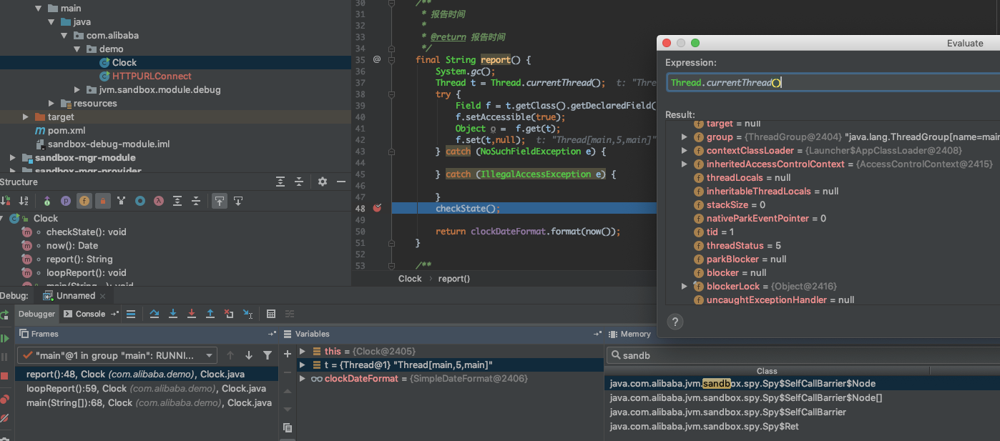 main
java
com.alibaba
demo
Clock
HTTPURLConnect
jvm.sandbox.module.debug
resources
target
pom.xml
sandbox-debug-module.iml
sandbox-mgr-module
sandbox-mgr-provider
Structure
Clock
checkState(): void
now(): Date
report(): String
loopReport(): void
main(String...): void
30 /**
31 * 报告时间
32 *
33 * @return 报告时间
34 */
35 @ final String report() {
36 System.gc();
37 Thread t = Thread.currentThread(); t: "Thre
38 try {
39 Field f = t.getClass().getDeclaredField(
40 f.setAccessible(true);
41 Object o = f.get(t);
42 f.set(t,null); t: "Thread[main,5,main]"
43 } catch (NoSuchFieldException e) {
44
45 } catch (IllegalAccessException e) {
46
47 }
48 checkState();
49
50 return clockDateFormat.format(now());
51 }
52
53 /**
Clock › report()
Evaluate
Expression:
Thread.currentThread()
Result:
target = null
group = {ThreadGroup@2404} "java.lang.ThreadGroup[name=main
contextClassLoader = {Launcher$AppClassLoader@2408}
inheritedAccessControlContext = {AccessControlContext@2415}
threadLocals = null
inheritableThreadLocals = null
stackSize = 0
nativeParkEventPointer = 0
tid = 1
threadStatus = 5
parkBlocker = null
blocker = null
blockerLock = {Object@2416}
uncaughtExceptionHandler = null
?
Debug: Unnamed
Debugger Console
Frames
"main"@1 in group "main": RUNNI...
report():48, Clock (com.alibaba.demo), Clock.java
loopReport():59, Clock (com.alibaba.demo), Clock.java
main(String[]):68, Clock (com.alibaba.demo), Clock.java
Variables
this = {Clock@2405}
t = {Thread@1} "Thread[main,5,main]"
clockDateFormat = {SimpleDateFormat@2406}
Memory
sandb
Class
java.com.alibaba.jvm.sandbox.spy.Spy$SelfCallBarrier$Node
java.com.alibaba.jvm.sandbox.spy.Spy$SelfCallBarrier$Node[]
java.com.alibaba.jvm.sandbox.spy.Spy$SelfCallBarrier
java.com.alibaba.jvm.sandbox.spy.Spy$Ret